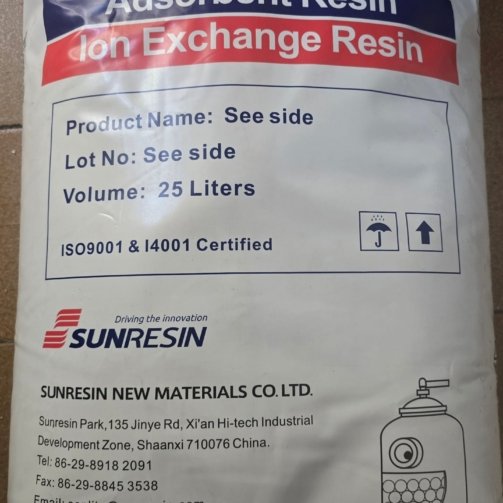 Adsorbent Resin
Ion Exchange Resin
Product Name: See side
Lot No: See side
Volume: 25 Liters
ISO9001 & I4001 Certified
Driving the innovation
SUNRESIN
SUNRESIN NEW MATERIALS CO. LTD.
Sunresin Park,135 Jinye Rd, Xi'an Hi-tech Industrial
Development Zone, Shaanxi 710076 China.
Tel: 86-29-8918 2091
Fax: 86-29-8845 3538